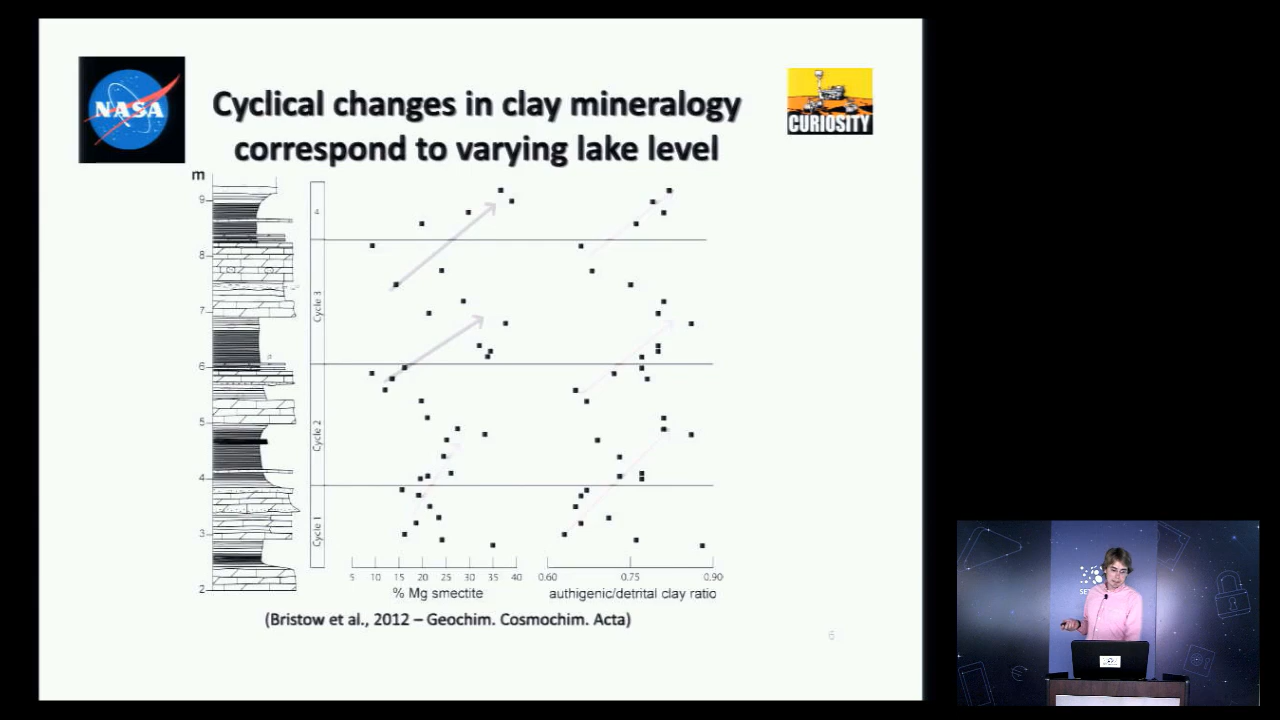 NASA
Cyclical changes in clay mineralogy
correspond to varying lake level
CURIOSITY
m
9
8
7
6
5
4
3
2
4
Cycle 3
Cycle 2
Cycle 1
5 10 15 20 25 30 35 40
% Mg smectite
0.60 0.75 0.90
authigenic/detrital clay ratio
(Bristow et al., 2012 – Geochim. Cosmochim. Acta)
6